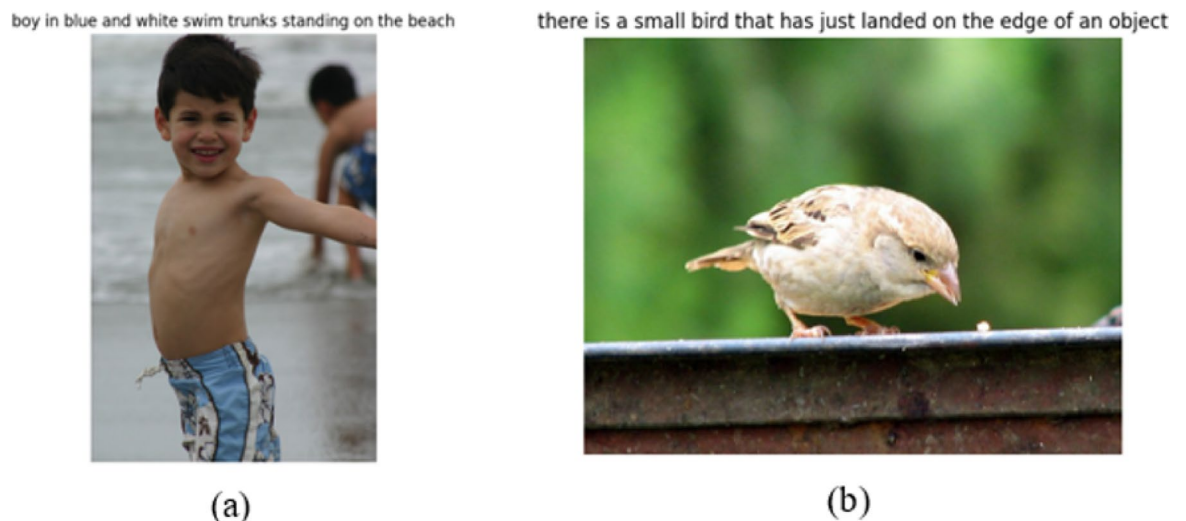 boy in blue and white swim trunks standing on the beach
there is a small bird that has just landed on the edge of an object
(a)
(b)